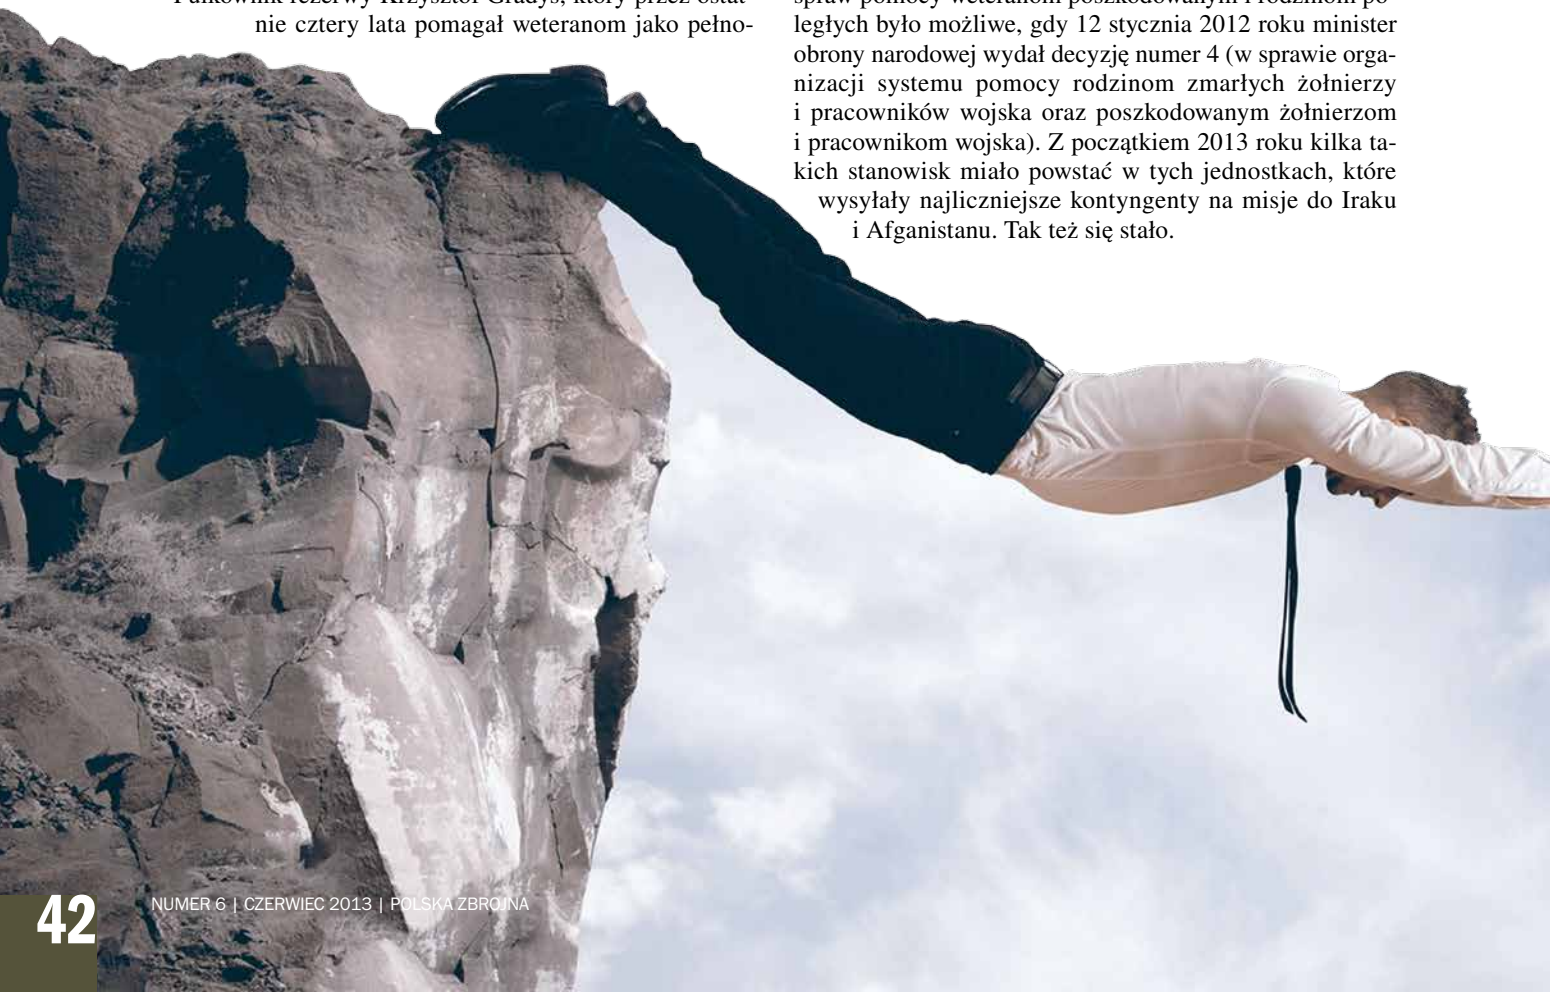 nie cztery lata pomagał weteranom jako pełno-
ległych było możliwe, gdy 12 stycznia 2012 roku minister
obrony narodowej wydał decyzję numer 4 (w sprawie orga-
nizacji systemu pomocy rodzinom zmarłych żołnierzy
i pracowników wojska oraz poszkodowanym żołnierzom
i pracownikom wojska). Z początkiem 2013 roku kilka ta-
kich stanowisk miało powstać w tych jednostkach, które
wysyłały najliczniejsze kontyngenty na misje do Iraku
i Afganistanu. Tak też się stało.
42
NUMER 6 | CZERWIEC 2013 | POLSKA ZBROJNA